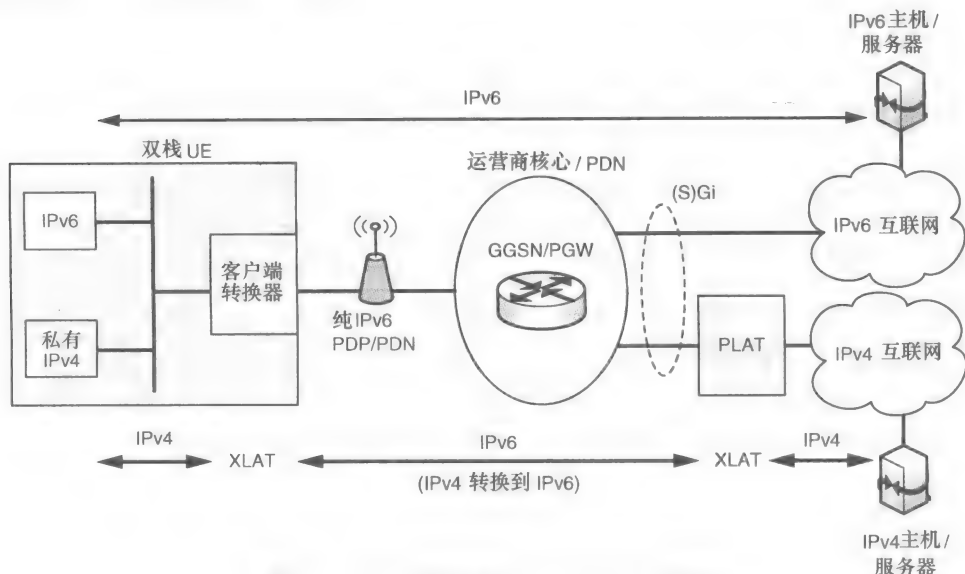 IPv6主机/
服务器
IPv6
双栈 UE
运营商核心/PDN
(S)Gi
IPv6
GGSN/PGW
IPv6 互联网
客户端
转换器
纯IPv6
PDP/PDN
私有
IPv4
PLAT
IPv4 互联网
IPv4
XLAT
IPv6
(IPv4 转换到 IPv6)
XLAT
IPv4
IPv4主机/
服务器